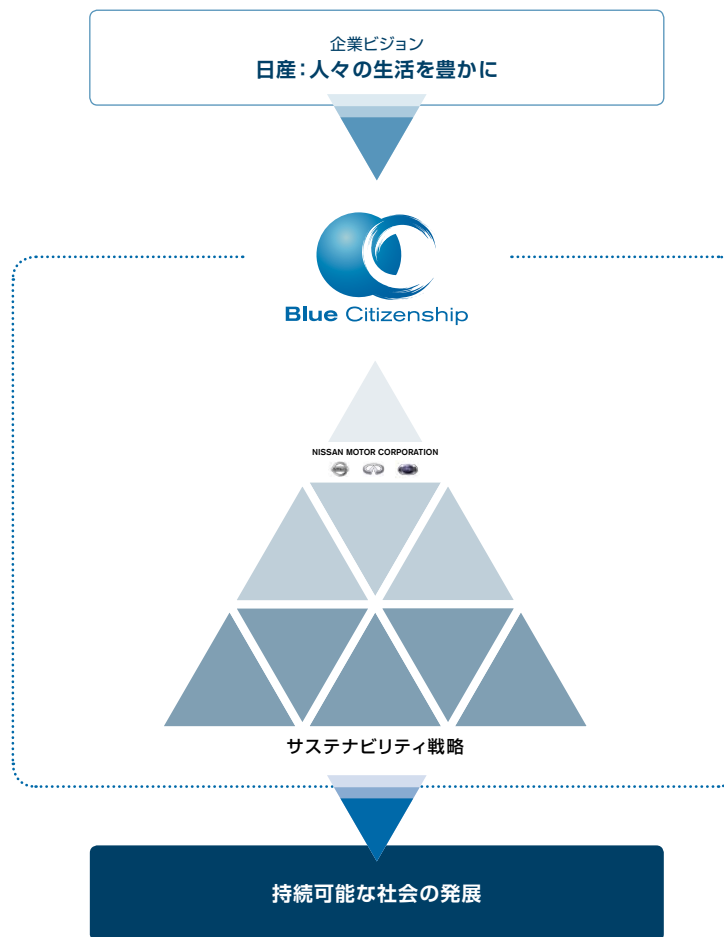 企業ビジョン
日産：人々の生活を豊かに
Blue Citizenship
NISSAN MOTOR CORPORATION
サステナビリティ戦略
持続可能な社会の発展